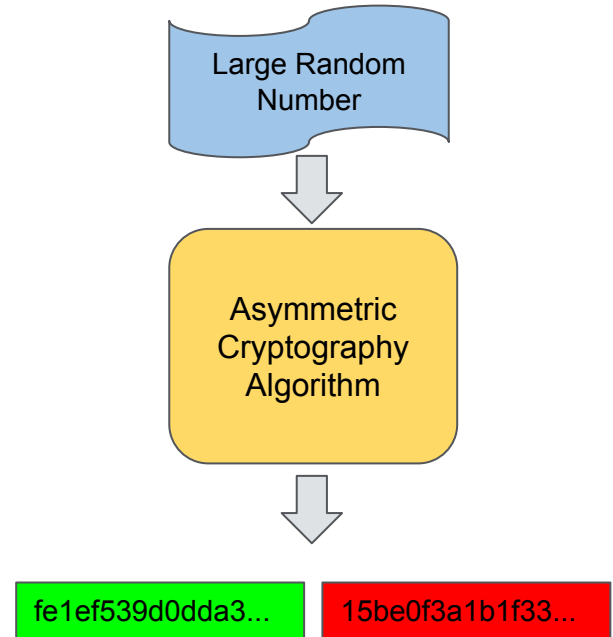 Large Random
Number
Asymmetric
Cryptography
Algorithm
fe1ef539d0dda3...
15be0f3a1b1f33...